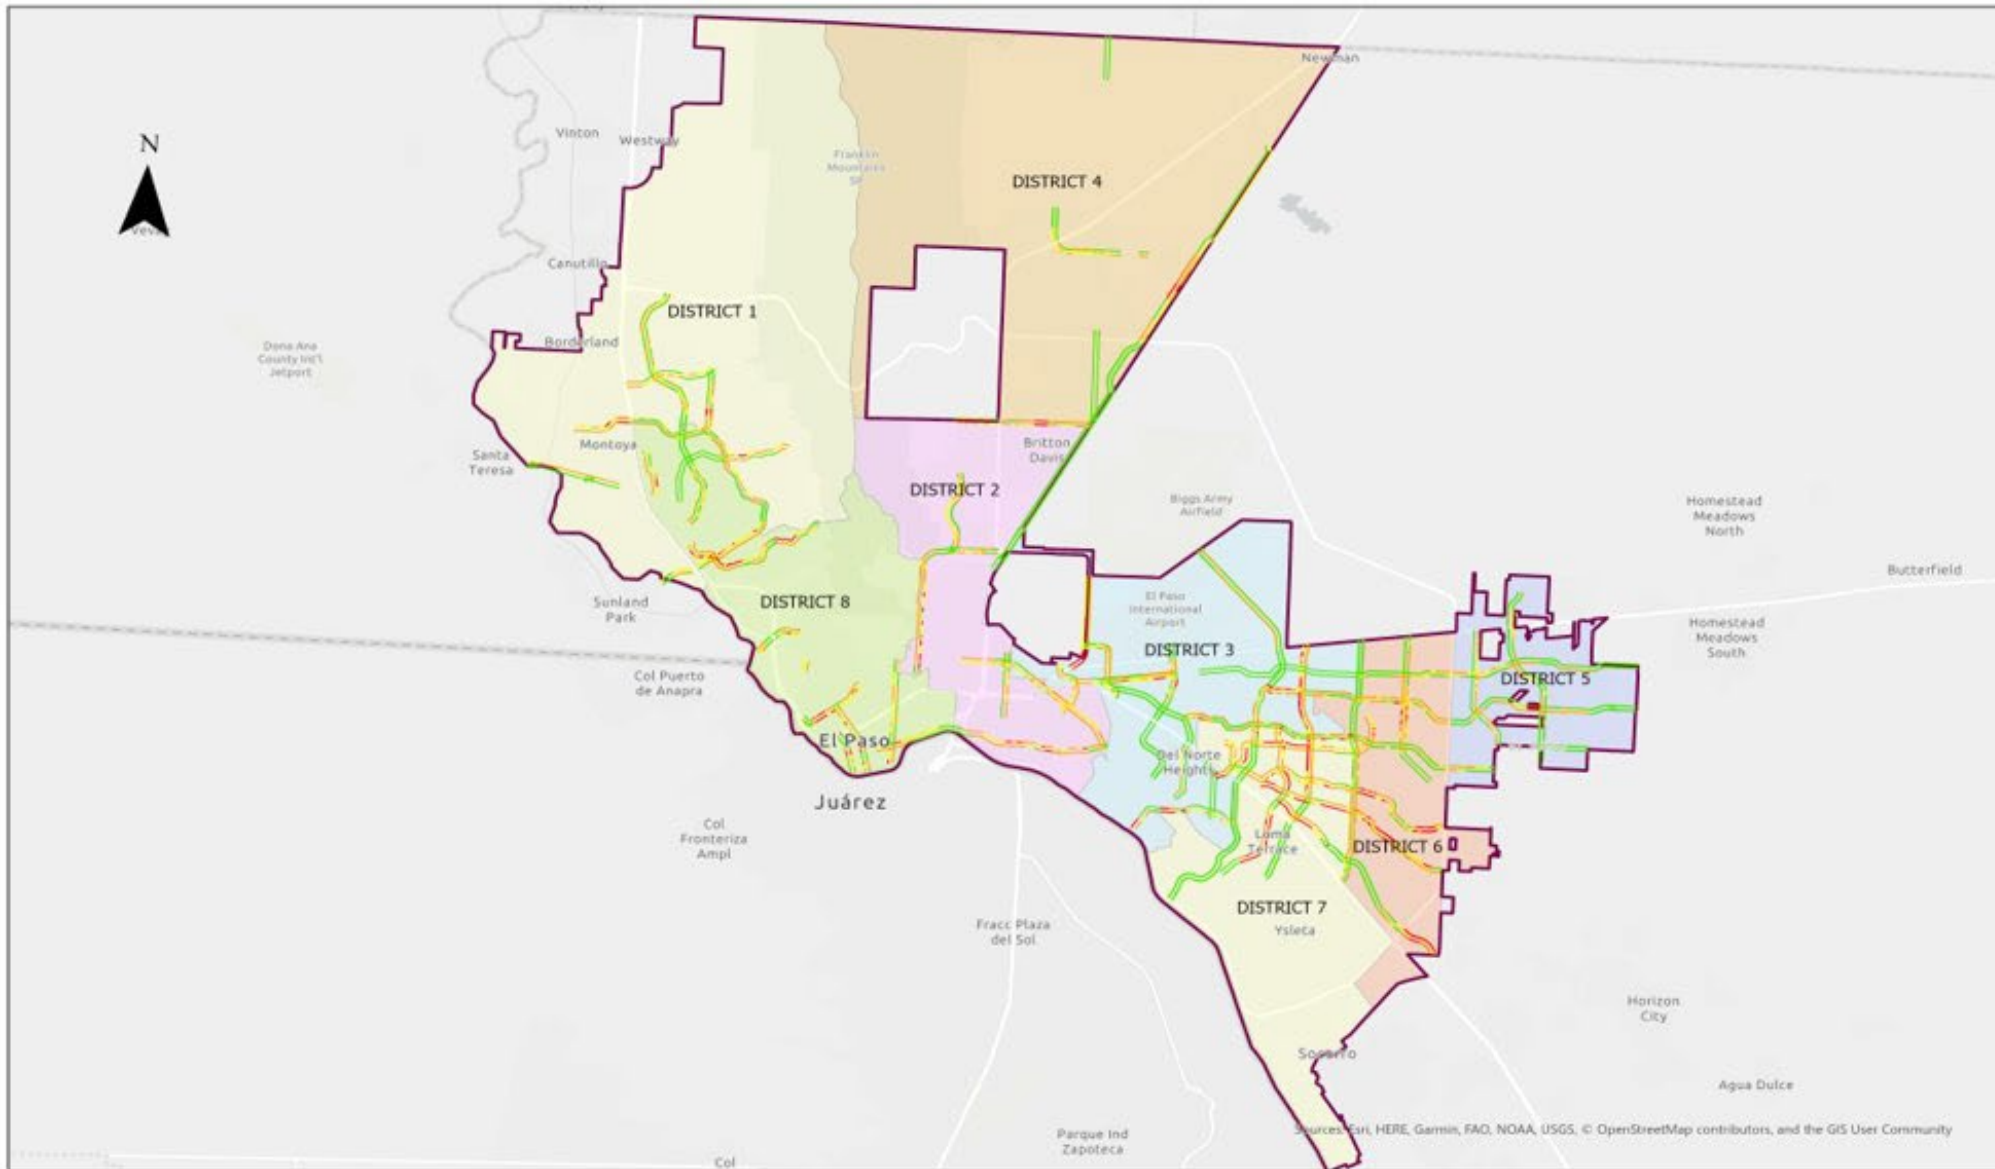 Newman
N
Vinton
Westway
Franklin
Mountains
SP
DISTRICT 4
Canutillo
DISTRICT 1
Borderland
Dona Ana
County Int'l
Jetport
Montoya
Britton
Davis
Santa
Teresa
DISTRICT 2
Biggs Army
Airfield
Homestead
Meadows
North
Butterfield
Sunland
Park
DISTRICT 8
El Paso
International
Airport
Homestead
Meadows
South
DISTRICT 3
Col Puerto
de Anapra
DISTRICT 5
El Paso
Del Norte
Heights
Juárez
Col
Fronteriza
Ampl
Loma
Terrace
DISTRICT 6
DISTRICT 7
Ysleta
Fracc Plaza
del Sol
Horizon
City
Socorro
Agua Dulce
Sources: Esri, HERE, Garmin, FAO, NOAA, USGS, © OpenStreetMap contributors, and the GIS User Community
Parque Ind
Zapoteca
Col